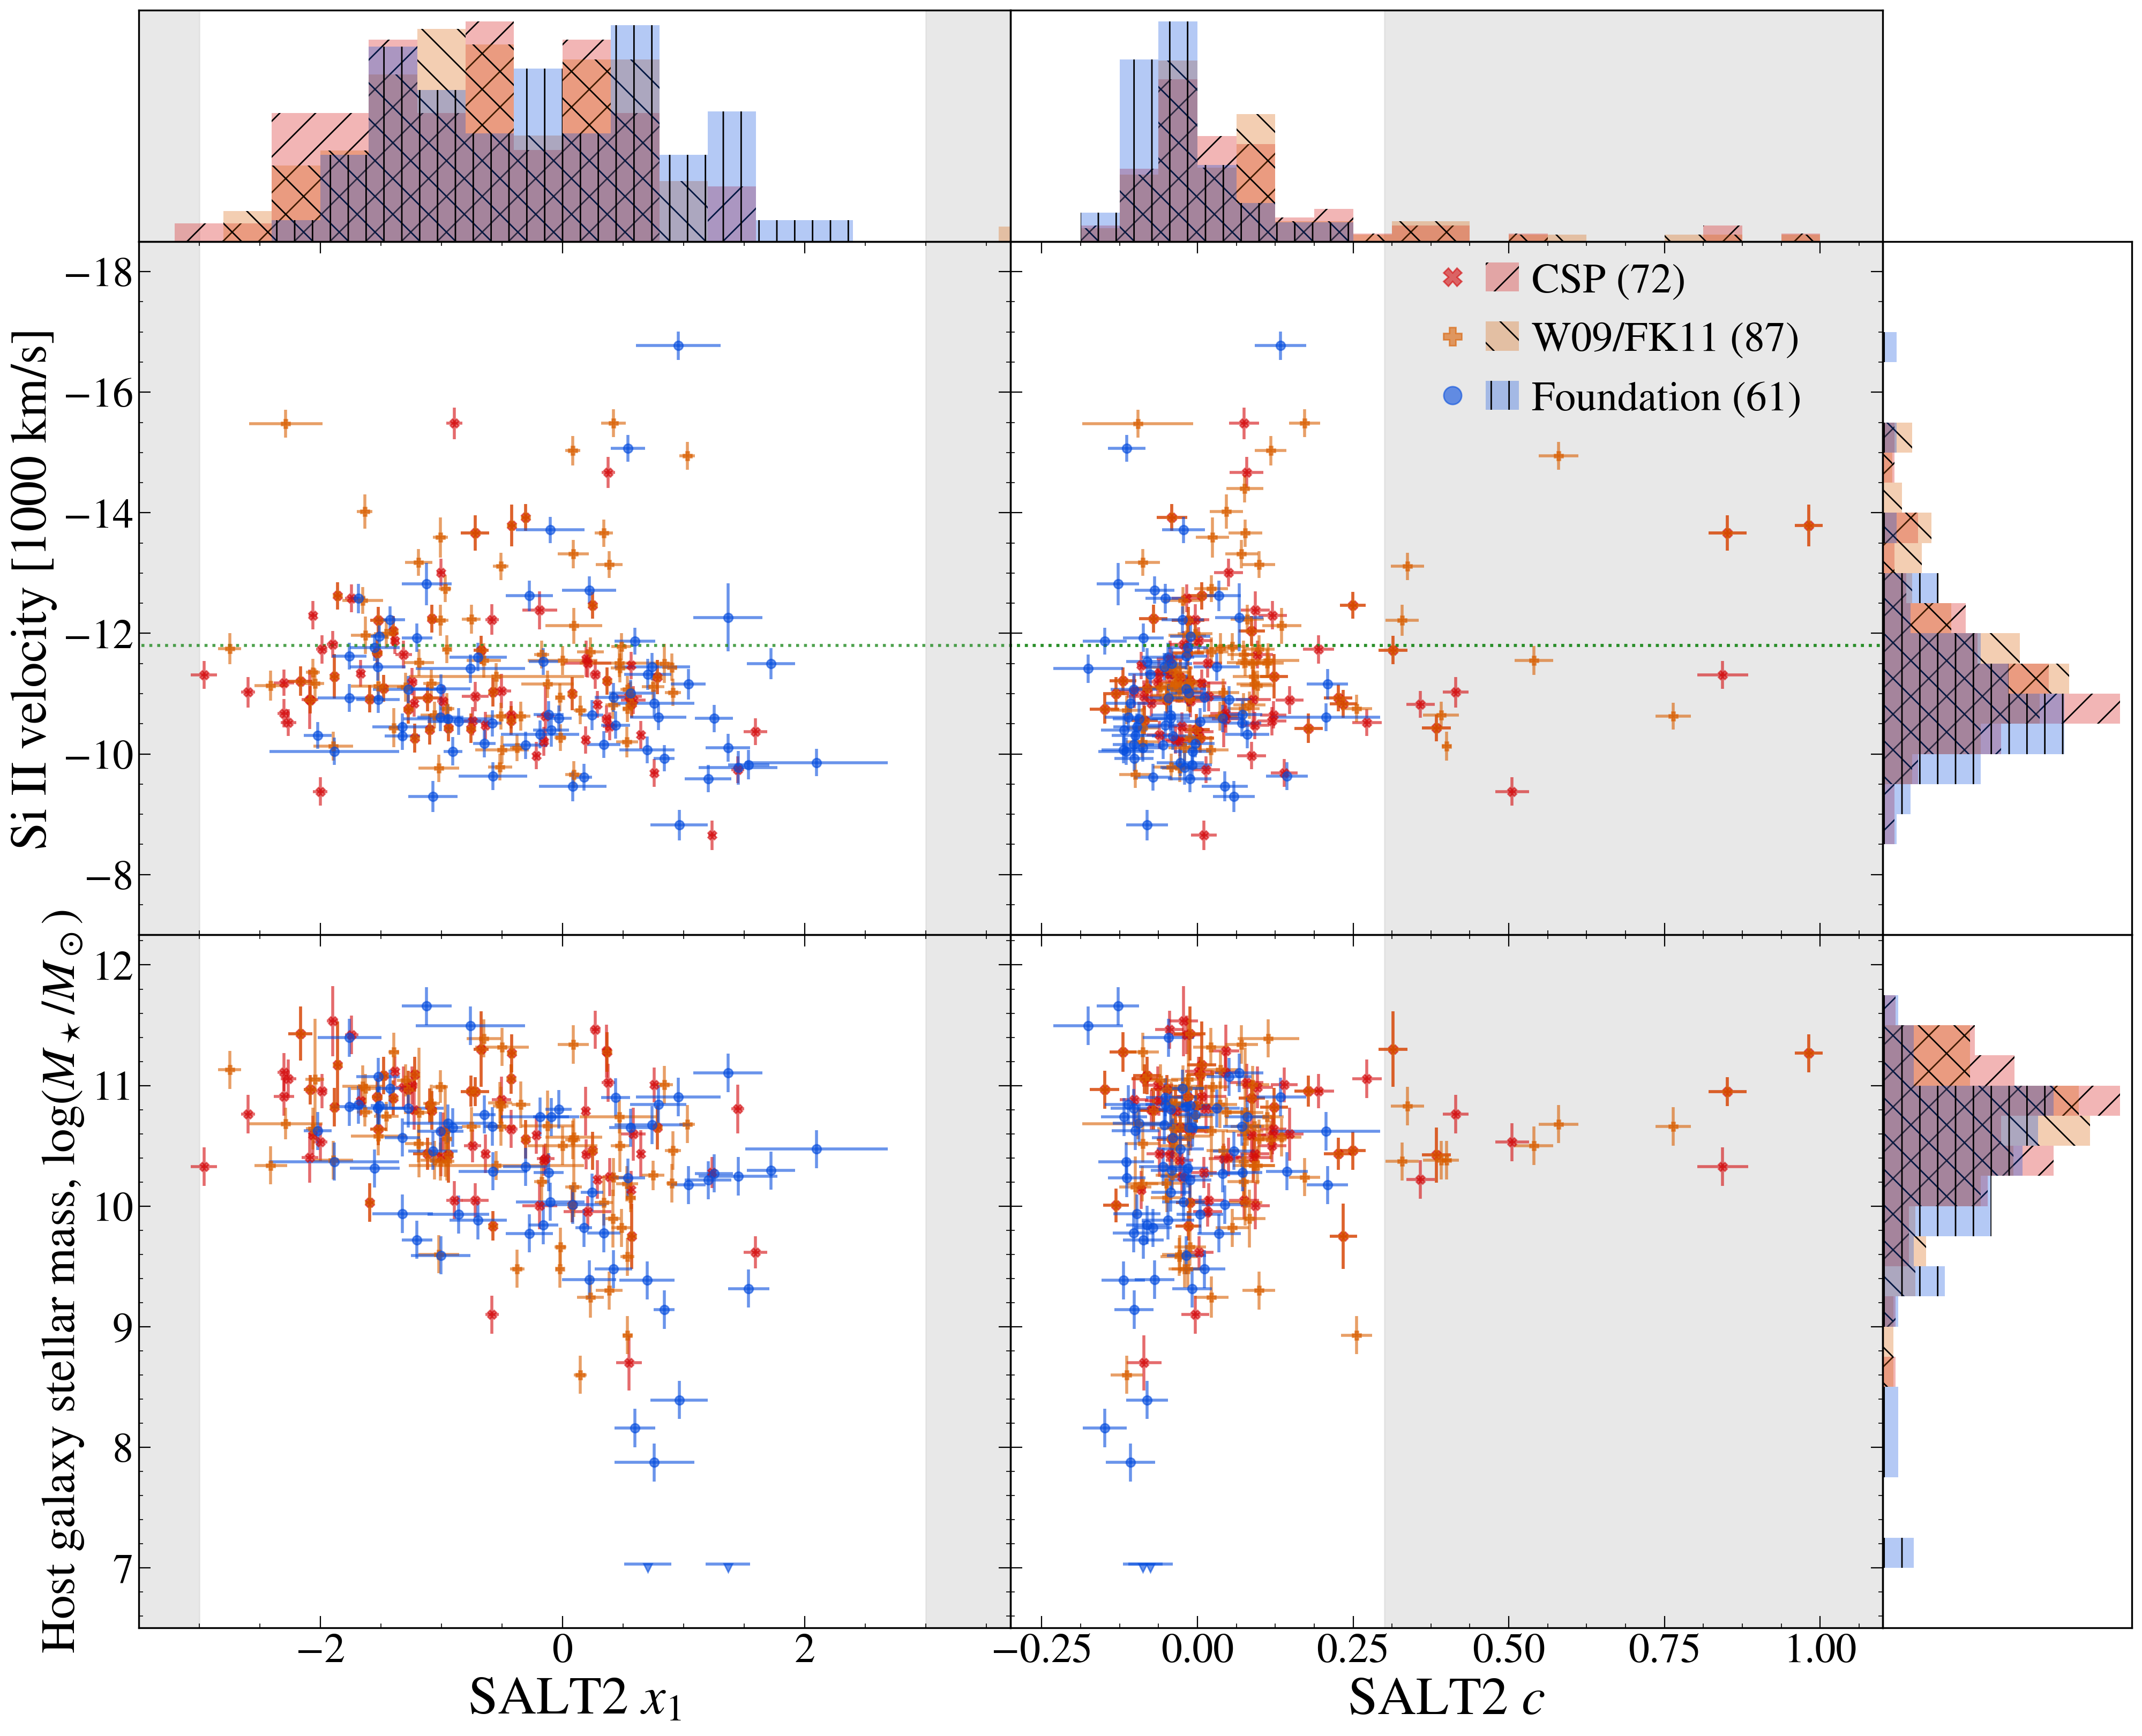 −18
−16
−14
−12
−10
−8
Si II velocity [1000 km/s]
CSP (72)
W09/FK11 (87)
Foundation (61)
12
11
10
9
8
7
Host galaxy stellar mass, log(M⋆/M⊙)
−2 0 2
SALT2 x₁
−0.25 0.00 0.25 0.50 0.75 1.00
SALT2 c